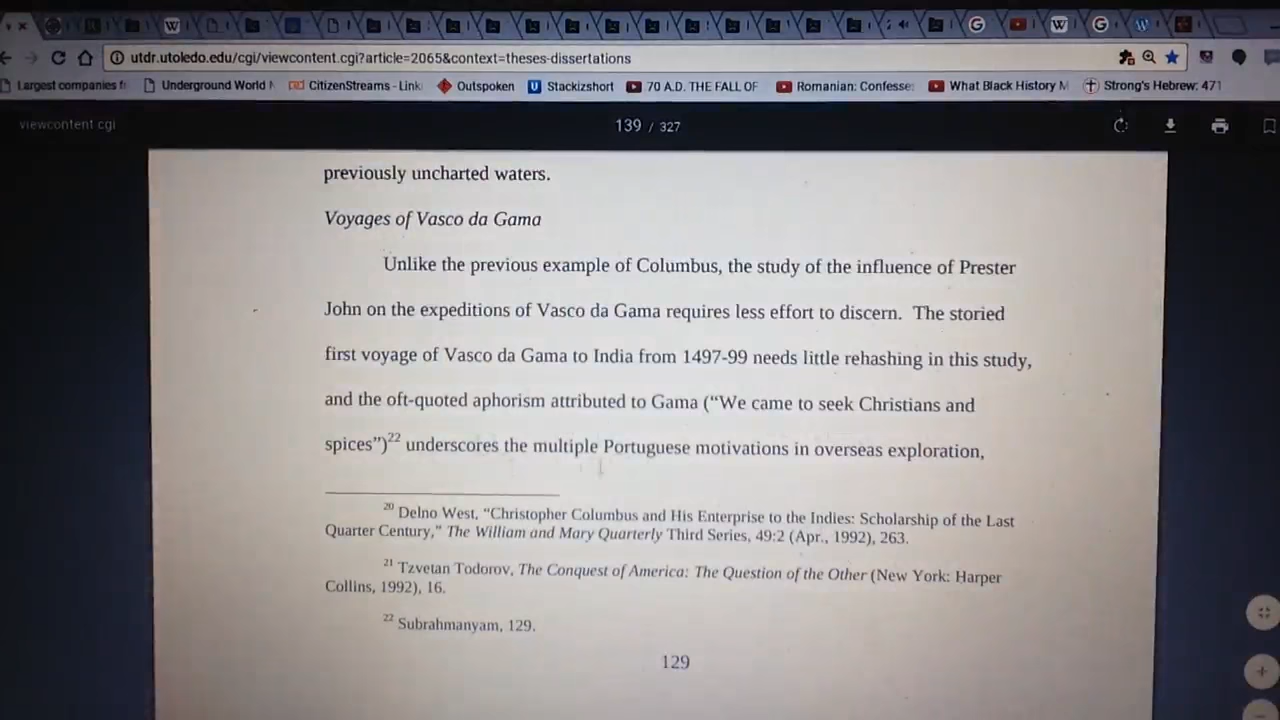 utdr.utoledo.edu/cgi/viewcontent.cgi?article=2065&context=theses-dissertations
Largest companies
Underground World
CitizenStreams - Link
Outspoken
Stackizshort
70 A.D. THE FALL OF
Romanian: Confesse
What Black History M
Strong's Hebrew: 471
viewcontent.cgi
139 / 327
previously uncharted waters.
Voyages of Vasco da Gama
Unlike the previous example of Columbus, the study of the influence of Prester
John on the expeditions of Vasco da Gama requires less effort to discern. The storied
first voyage of Vasco da Gama to India from 1497-99 needs little rehashing in this study,
and the oft-quoted aphorism attributed to Gama (“We came to seek Christians and
spices”)22 underscores the multiple Portuguese motivations in overseas exploration,
20 Delno West, “Christopher Columbus and His Enterprise to the Indies: Scholarship of the Last
Quarter Century,” The William and Mary Quarterly Third Series, 49:2 (Apr., 1992), 263.
21 Tzvetan Todorov, The Conquest of America: The Question of the Other (New York: Harper
Collins, 1992), 16.
22 Subrahmanyam, 129.
129